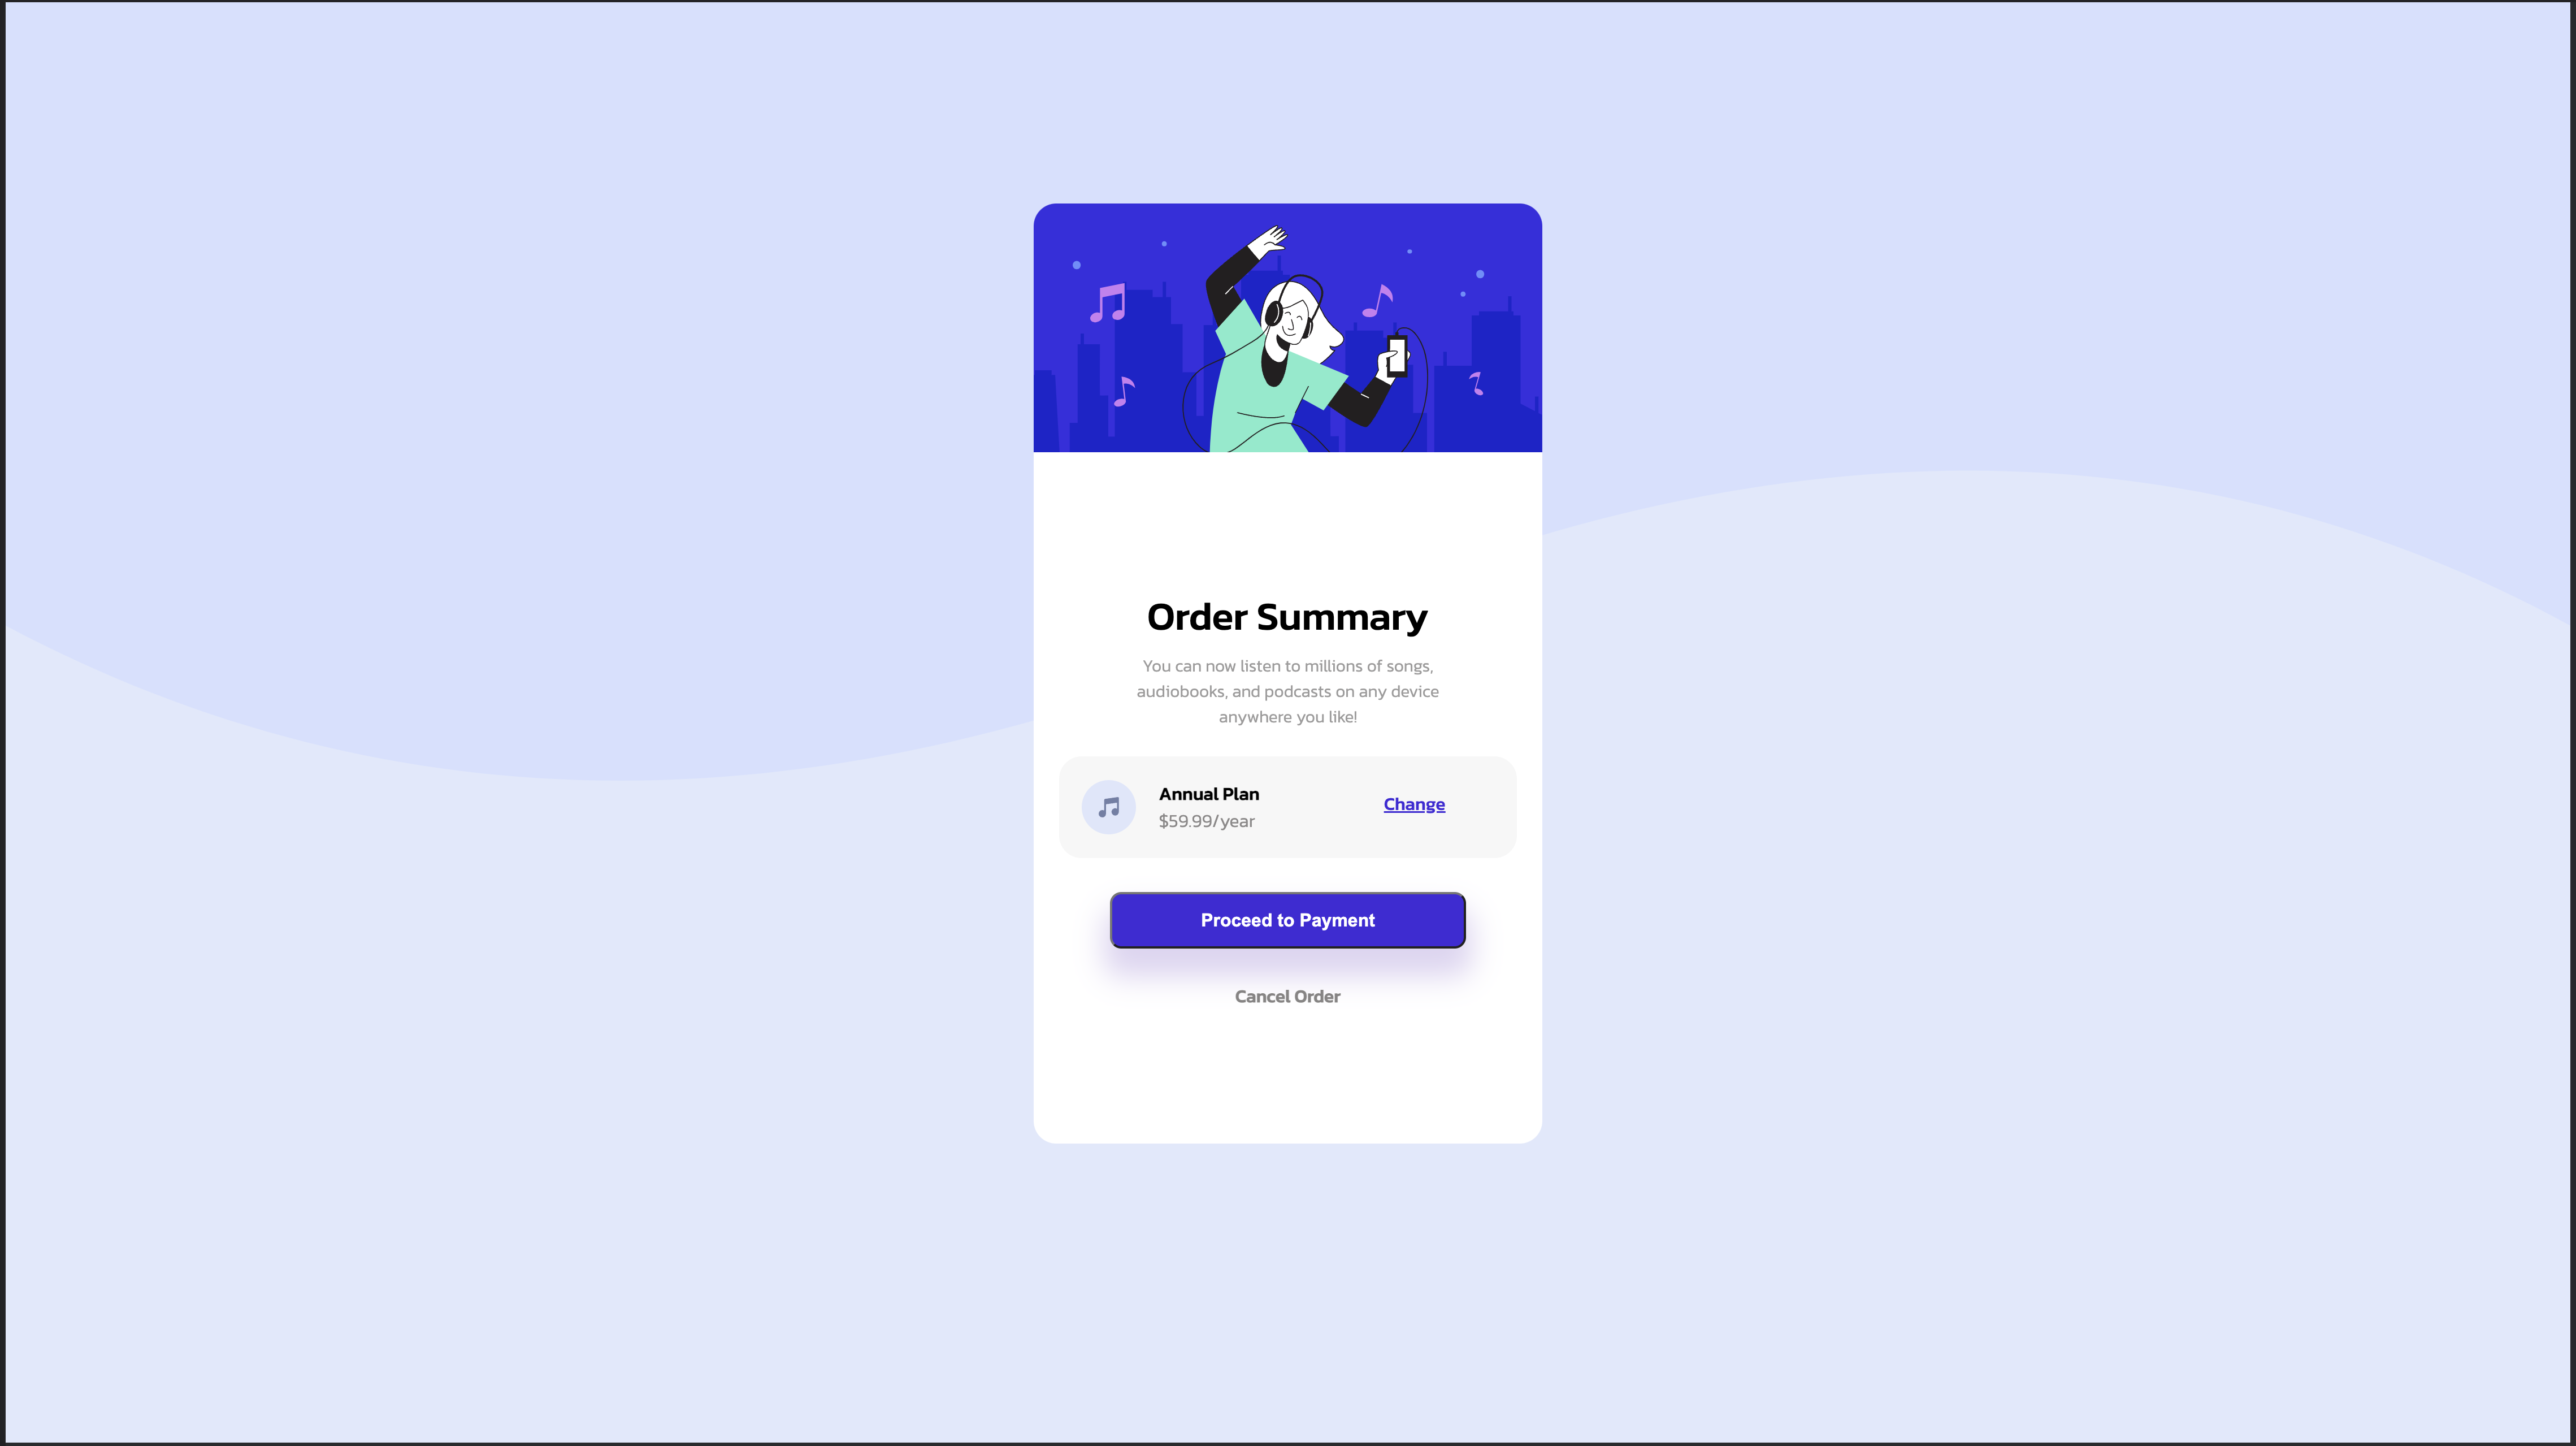 Order Summary
You can now listen to millions of songs,
audiobooks, and podcasts on any device
anywhere you like!
Annual Plan
$59.99/year
Change
Proceed to Payment
Cancel Order